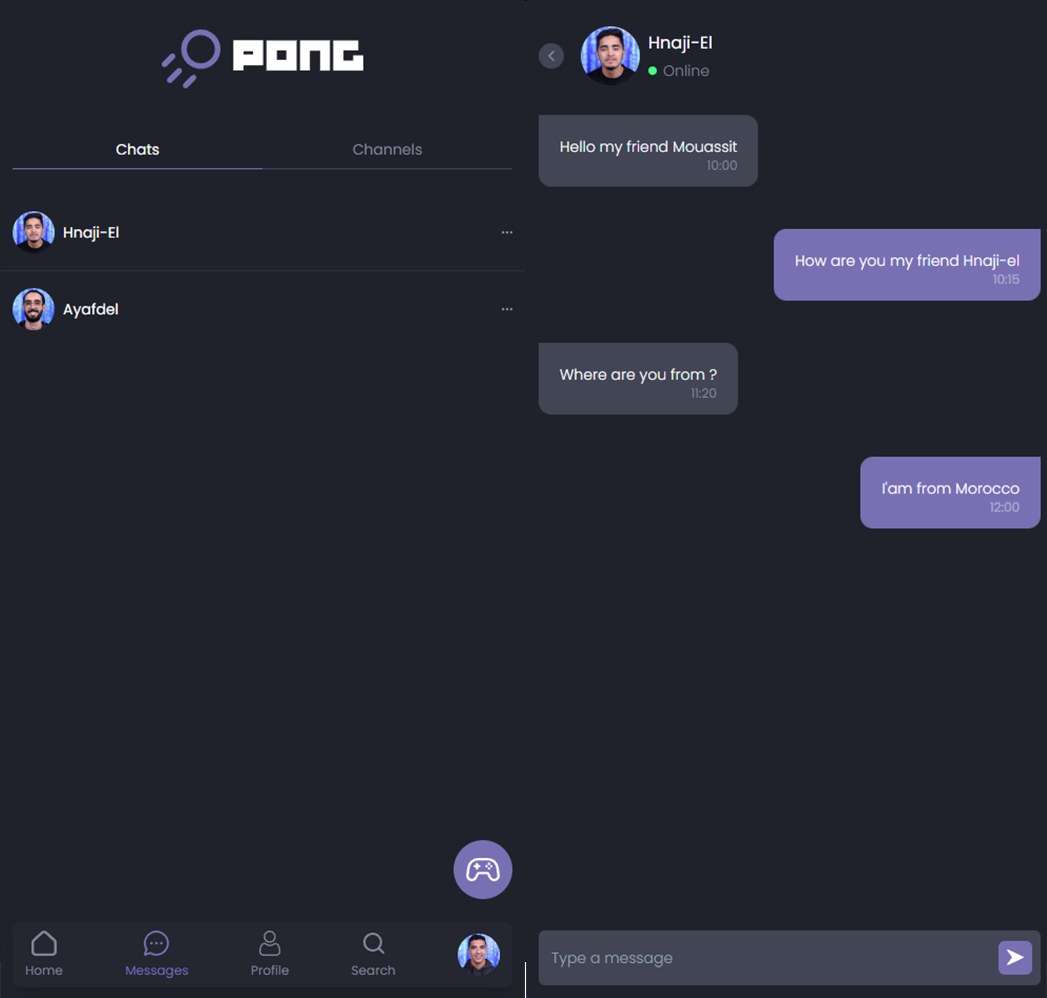 PONG
Chats
Channels
Hnaji-El
Ayafdel
Home
Messages
Profile
Search
Hnaji-El
Online
Hello my friend Mouassit
10:00
How are you my friend Hnaji-el
10:15
Where are you from ?
11:20
I'am from Morocco
12:00
Type a message